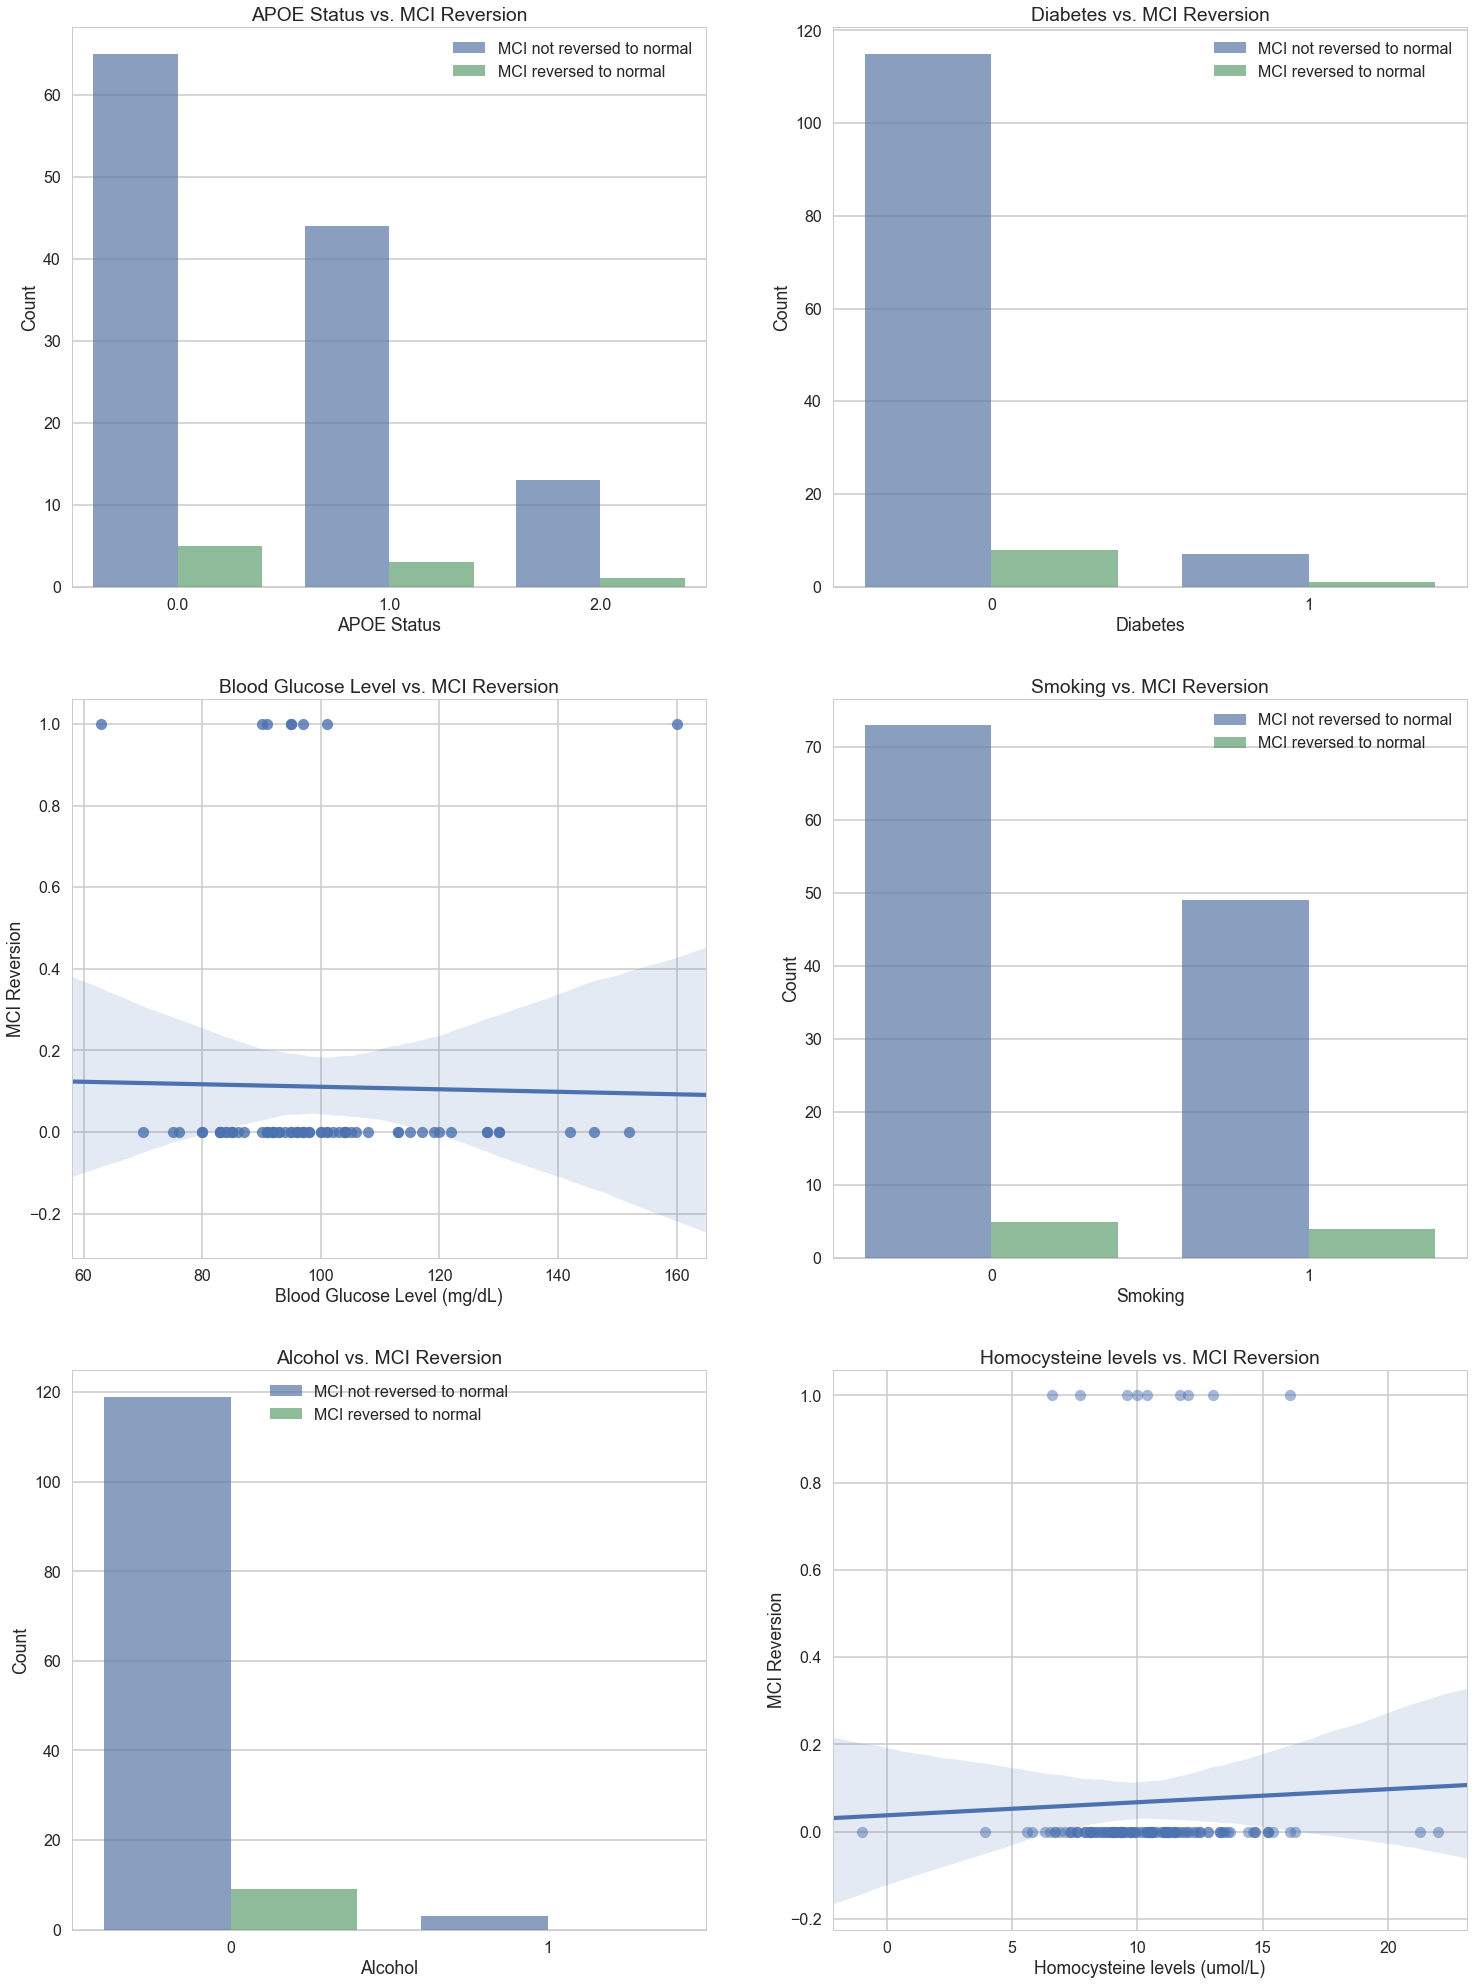 APOE Status vs. MCI Reversion
MCI not reversed to normal
MCI reversed to normal
60
50
40
30
20
10
0
Count
0.0 1.0 2.0
APOE Status
Diabetes vs. MCI Reversion
MCI not reversed to normal
MCI reversed to normal
120
100
80
60
40
20
0
Count
0 1
Diabetes
Blood Glucose Level vs. MCI Reversion
1.0
0.8
0.6
0.4
0.2
0.0
−0.2
MCI Reversion
60 80 100 120 140 160
Blood Glucose Level (mg/dL)
Smoking vs. MCI Reversion
MCI not reversed to normal
MCI reversed to normal
70
60
50
40
30
20
10
0
Count
0 1
Smoking
Alcohol vs. MCI Reversion
MCI not reversed to normal
MCI reversed to normal
120
100
80
60
40
20
0
Count
0 1
Alcohol
Homocysteine levels vs. MCI Reversion
1.0
0.8
0.6
0.4
0.2
0.0
−0.2
MCI Reversion
0 5 10 15 20
Homocysteine levels (umol/L)